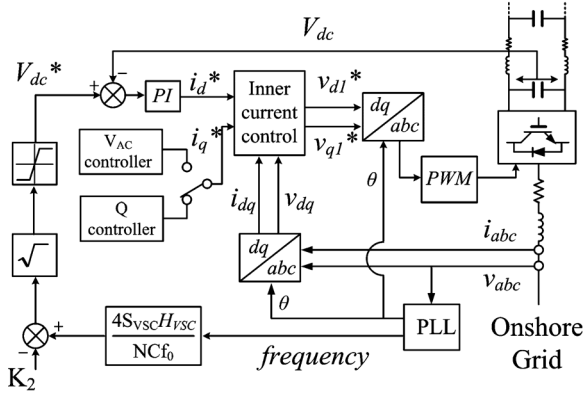 V_dc
V_dc*
+
−
PI
i_d*
Inner
current
control
v_d1*
v_q1*
dq
abc
V_AC
controller
i_q*
Q
controller
θ
PWM
i_dq
v_dq
dq
abc
i_abc
v_abc
√
θ
4S_VSC H_VSC
NCf_0
PLL
Onshore
Grid
+
−
K_2
frequency